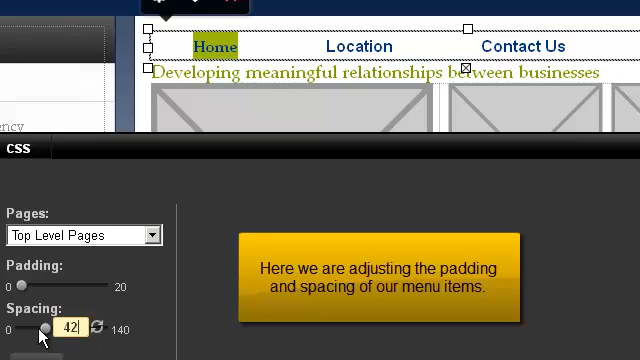 Home Location Contact Us
Developing meaningful relationships between businesses
ency
CSS
Pages:
Top Level Pages
Padding:
0 20
Spacing:
0 42 140
Here we are adjusting the padding
and spacing of our menu items.